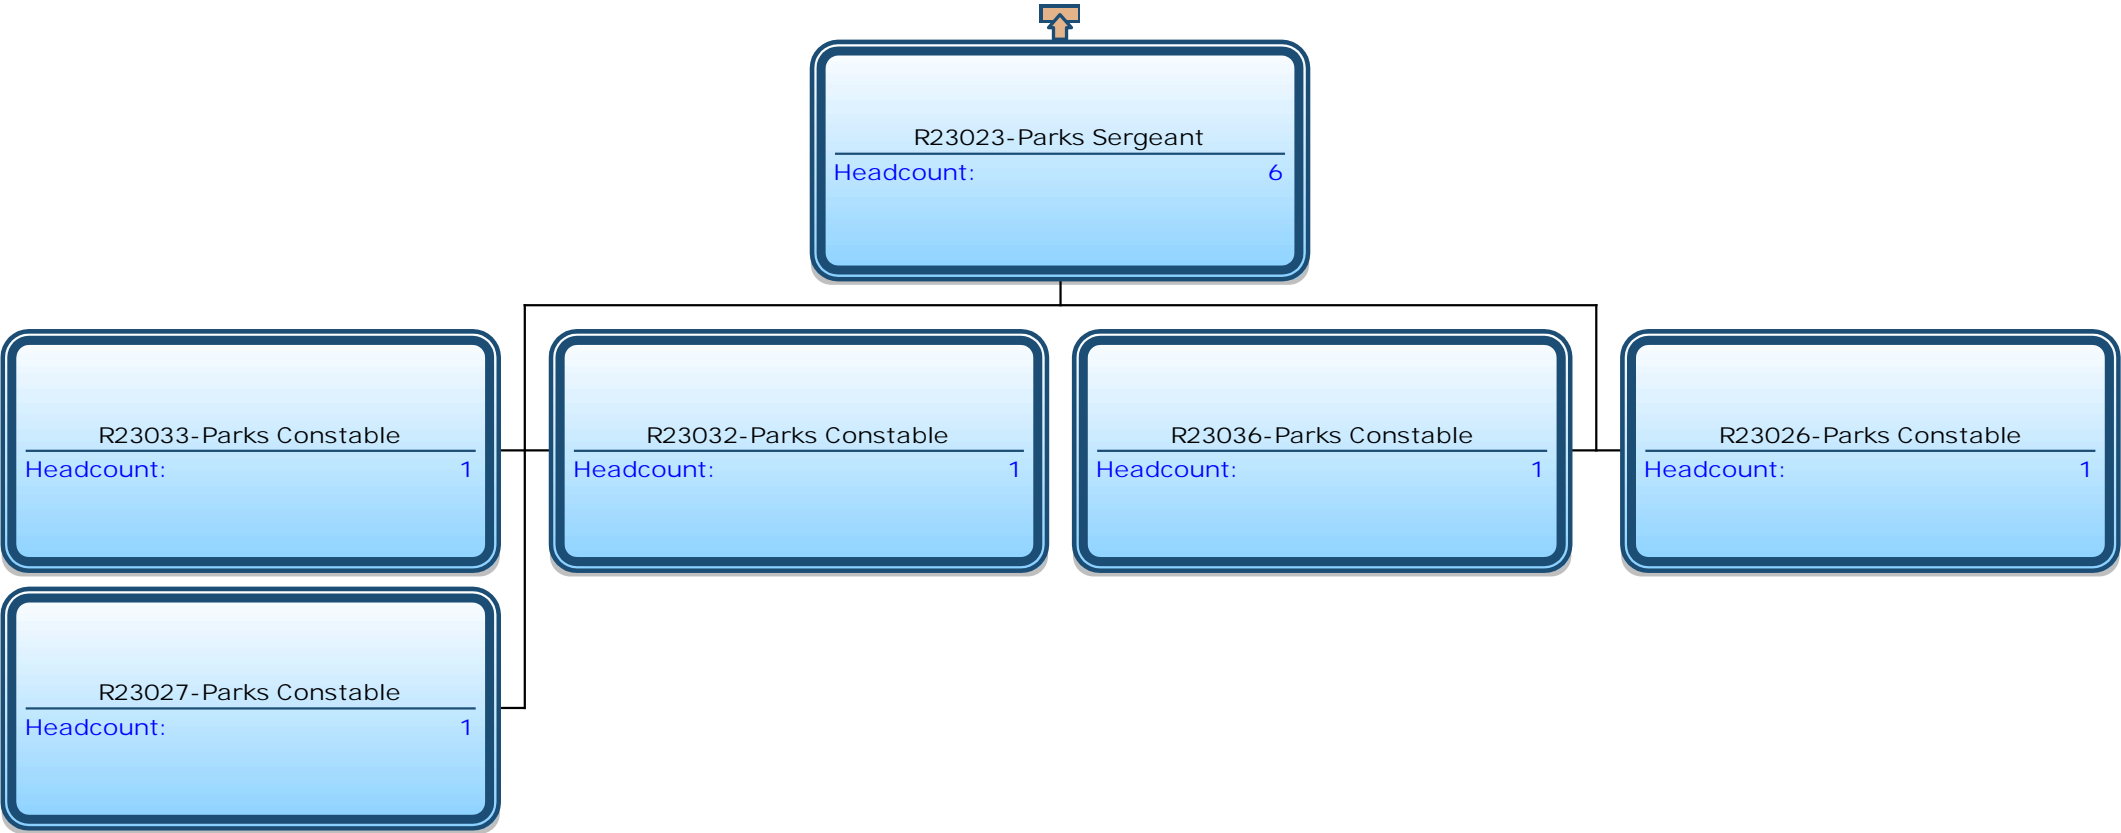 R23023-Parks Sergeant
Headcount: 6
R23033-Parks Constable
Headcount: 1
R23032-Parks Constable
Headcount: 1
R23036-Parks Constable
Headcount: 1
R23026-Parks Constable
Headcount: 1
R23027-Parks Constable
Headcount: 1